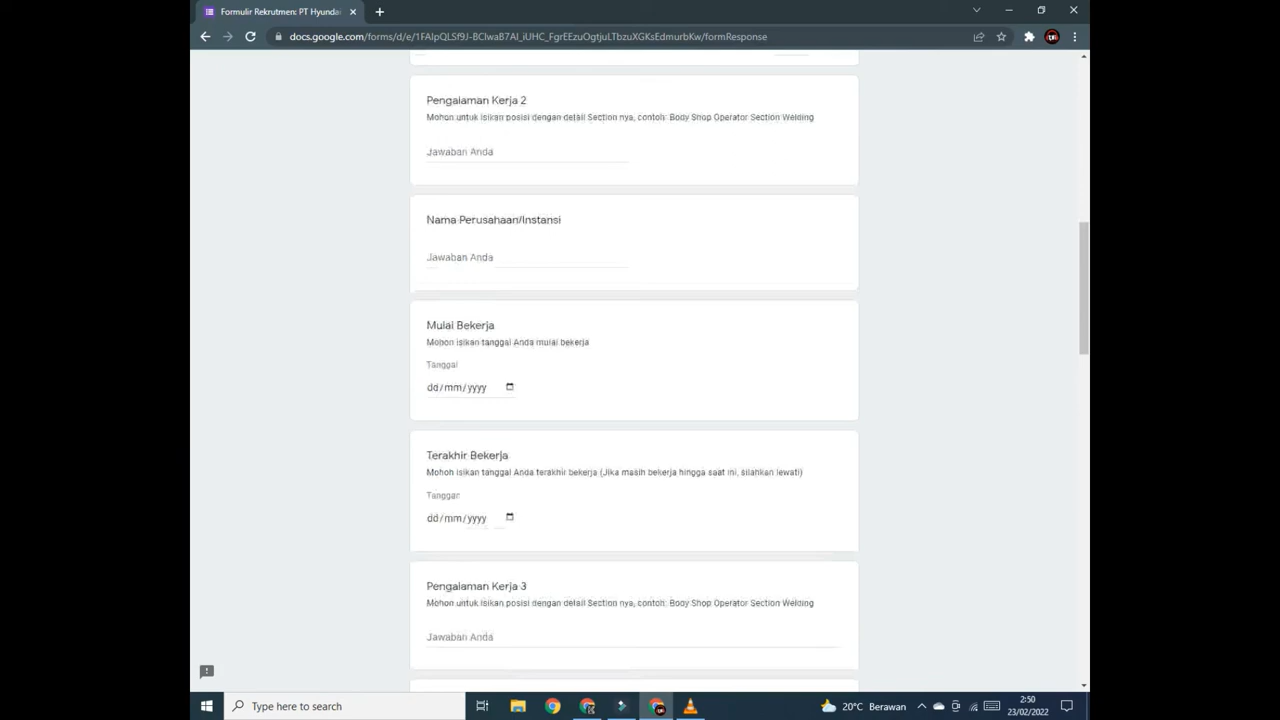 Formulir Rekrutmen: PT Hyundai
docs.google.com/forms/d/e/1FAIpQLSf9J-BCIwaB7AI_iUHC_FgrEEzuOgtjuLTbzuXGKsEdmurbKw/formResponse
Pengalaman Kerja 2
Mohon untuk isikan posisi dengan detail Section nya, contoh: Body Shop Operator Section Welding
Jawaban Anda
Nama Perusahaan/Instansi
Jawaban Anda
Mulai Bekerja
Mohon isikan tanggal Anda mulai bekerja
Tanggal
dd/mm/yyyy
Terakhir Bekerja
Mohon isikan tanggal Anda terakhir bekerja (Jika masih bekerja hingga saat ini, silahkan lewati)
Tanggal
dd/mm/yyyy
Pengalaman Kerja 3
Mohon untuk isikan posisi dengan detail Section nya, contoh: Body Shop Operator Section Welding
Jawaban Anda
Type here to search
20°C Berawan
2:50
23/02/2022